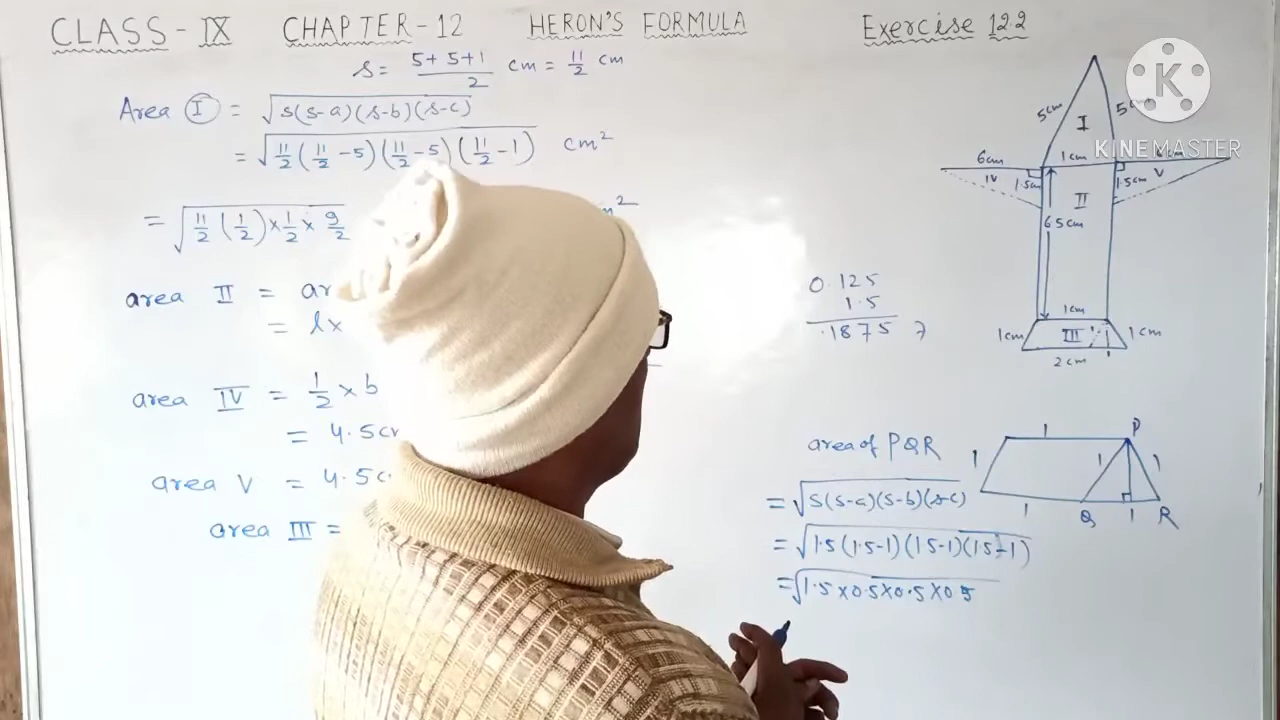 CLASS - IX CHAPTER - 12 HERON'S FORMULA Exercise 12.2
s = 5+5+1/2 cm = 11/2 cm
Area I = √s(s-a)(s-b)(s-c)
= √11/2(11/2-5)(11/2-5)(11/2-1) cm²
= √11/2(1/2)×1/2×9/2
area II =
= l×
area IV = 1/2 × b
= 4.5
area V = 4.5
area III =
0.125
1.5
.1875
area of PQR
= √s(s-a)(s-b)(s-c)
= √1.5(1.5-1)(1.5-1)(1.5-1)
= √1.5×0.5×0.5×0.5
5cm
I
1cm
6cm
IV
1.5cm
1.5cm
V
II
6.5cm
1cm
1cm III 1cm
2cm
P
1
1 1 1
1 Q 1 R
K
KINEMASTER